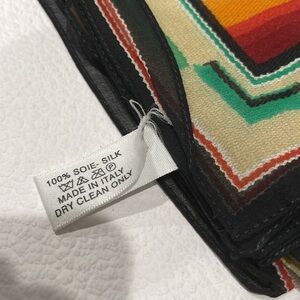 100% SOIE- SILK
MADE IN ITALY
DRY CLEAN ONLY